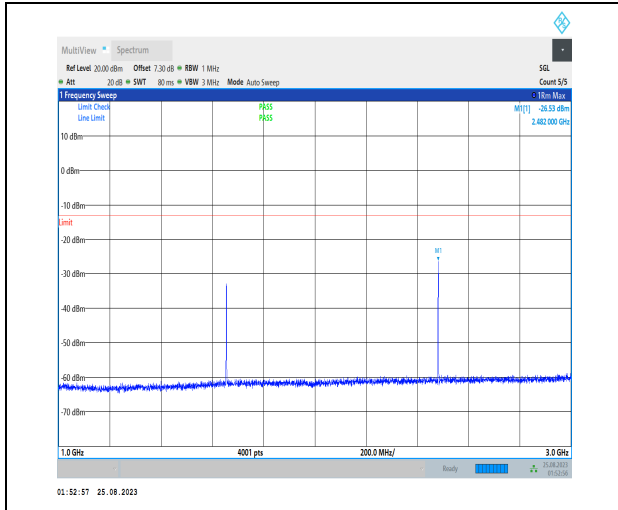 MultiView Spectrum
Ref Level 20.00 dBm Offset 7.30 dB RBW 1 MHz SGL
Att 20 dB SWT 80 ms VBW 3 MHz Mode Auto Sweep Count 5/5
1 Frequency Sweep 1Rm Max
Limit Check PASS M1[1] -26.53 dBm
Line Limit PASS 2.482 000 GHz
10 dBm
0 dBm
-10 dBm
Limit
-20 dBm
M1
-30 dBm
-40 dBm
-50 dBm
-60 dBm
-70 dBm
1.0 GHz 4001 pts 200.0 MHz/ 3.0 GHz
Ready 25.08.2023
01:52:56
01:52:57 25.08.2023